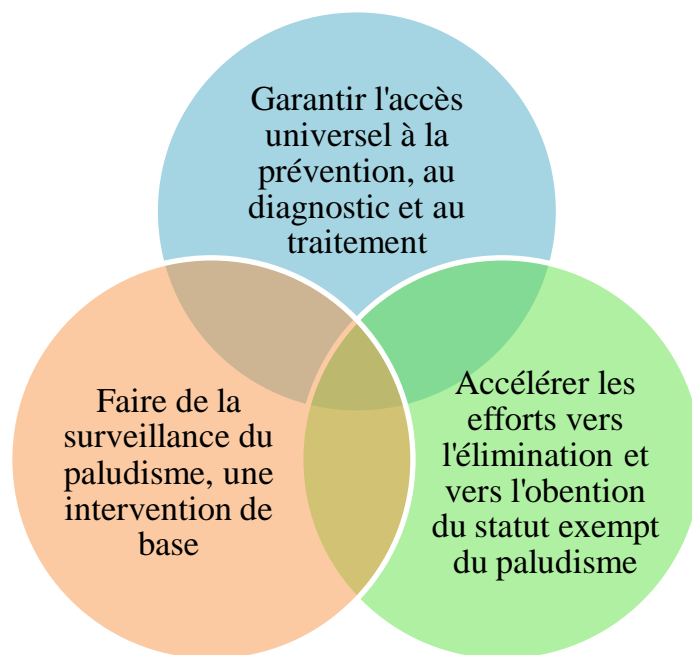 Garantir l'accès
universel à la
prévention, au
diagnostic et au
traitement
Faire de la
surveillance du
paludisme, une
intervention de
base
Accélérer les
efforts vers
l'élimination et
vers l'obention
du statut exempt
du paludisme